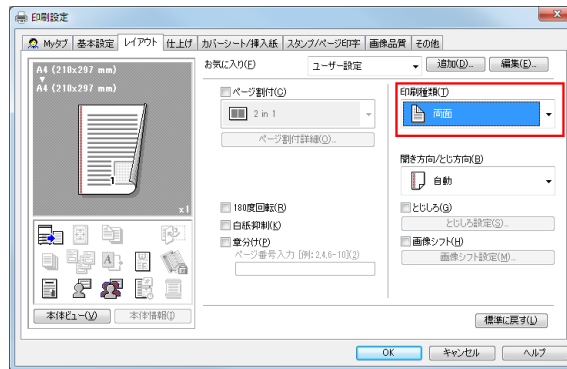 印刷設定
Myタブ 基本設定 レイアウト 仕上げ カバーシート/挿入紙 スタンプ/ページ印字 画像品質 その他
A4 (210x297 mm)
A4 (210x297 mm)
1
x1
本体ビュー(V) 本体情報(I)
お気に入り(F) ユーザー設定 追加(D)... 編集(E)...
ページ割付(C)
2 in 1
ページ割付詳細(O)...
180度回転(R)
白紙抑制(K)
章分け(P)
ページ番号入力 [例: 2,4,6-10](2)
印刷種類(T)
両面
開き方向/とじ方向(B)
自動
とじしろ(G)
とじしろ設定(S)...
画像シフト(H)
画像シフト設定(M)...
標準に戻す(L)
OK キャンセル ヘルプ